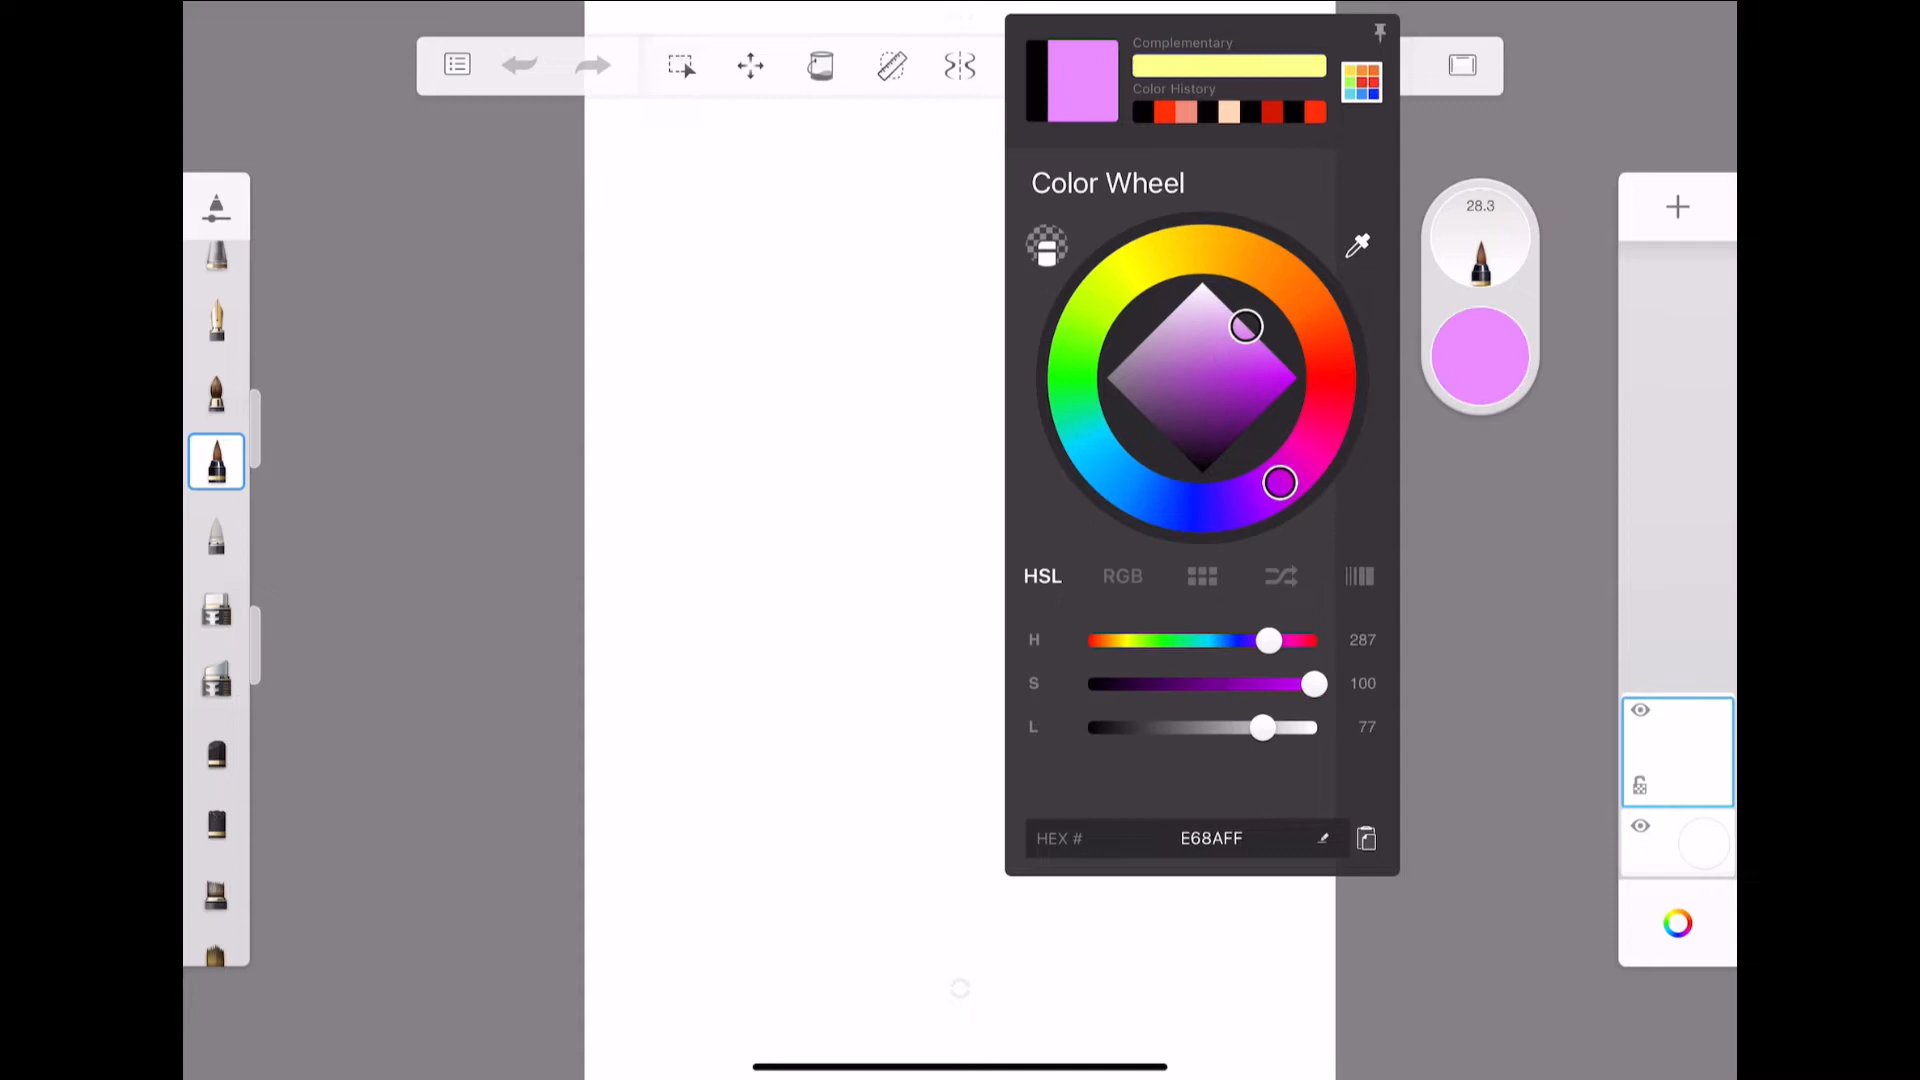 Complementary
Color History
Color Wheel
28.3
HSL RGB
H 287
S 100
L 77
HEX # E68AFF